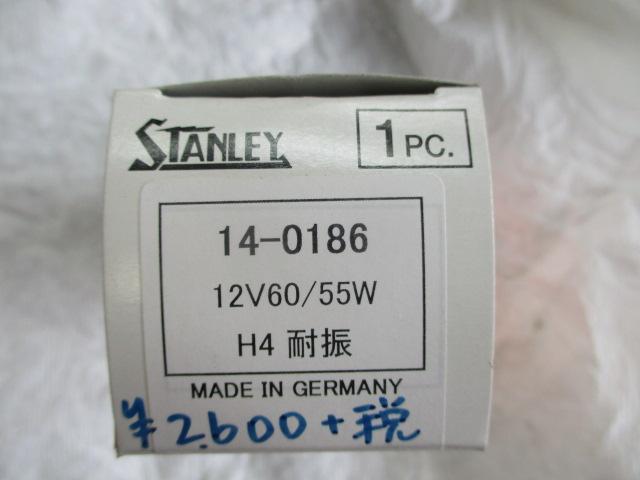 STANLEY
1 PC.
14-0186
12V60/55W
H4 耐振
MADE IN GERMANY
¥2.600+税